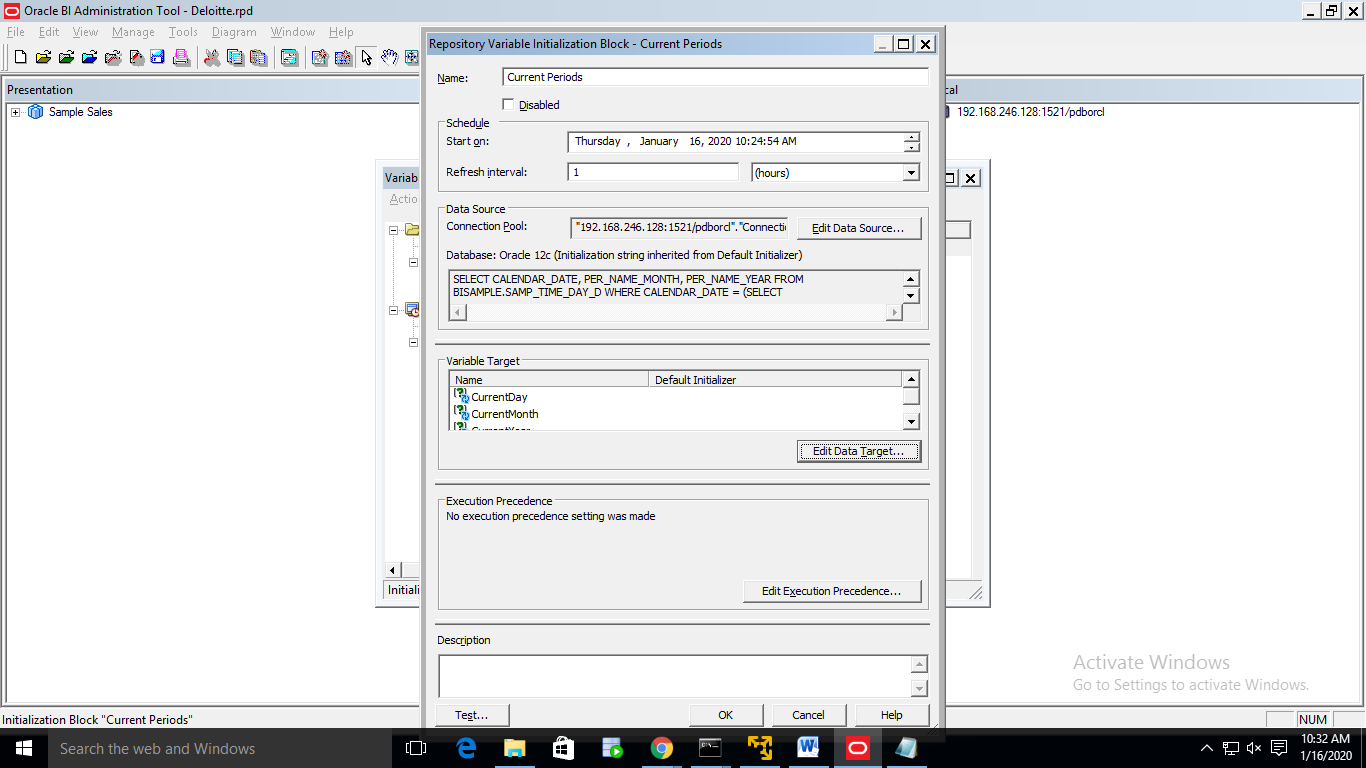 Oracle BI Administration Tool - Deloitte.rpd
File Edit View Manage Tools Diagram Window Help
Presentation
Sample Sales
cal
192.168.246.128:1521/pdborcl
Variab
Actio
Initiali
Repository Variable Initialization Block - Current Periods
Name: Current Periods
Disabled
Schedule
Start on: Thursday , January 16, 2020 10:24:54 AM
Refresh interval: 1 (hours)
Data Source
Connection Pool: "192.168.246.128:1521/pdborcl"."Connecti Edit Data Source...
Database: Oracle 12c (Initialization string inherited from Default Initializer)
SELECT CALENDAR_DATE, PER_NAME_MONTH, PER_NAME_YEAR FROM
BISAMPLE.SAMP_TIME_DAY_D WHERE CALENDAR_DATE = (SELECT
Variable Target
Name Default Initializer
CurrentDay
CurrentMonth
CurrentYear
Edit Data Target...
Execution Precedence
No execution precedence setting was made
Edit Execution Precedence...
Description
Test... OK Cancel Help
Activate Windows
Go to Settings to activate Windows.
Initialization Block "Current Periods" NUM
Search the web and Windows
10:32 AM
1/16/2020